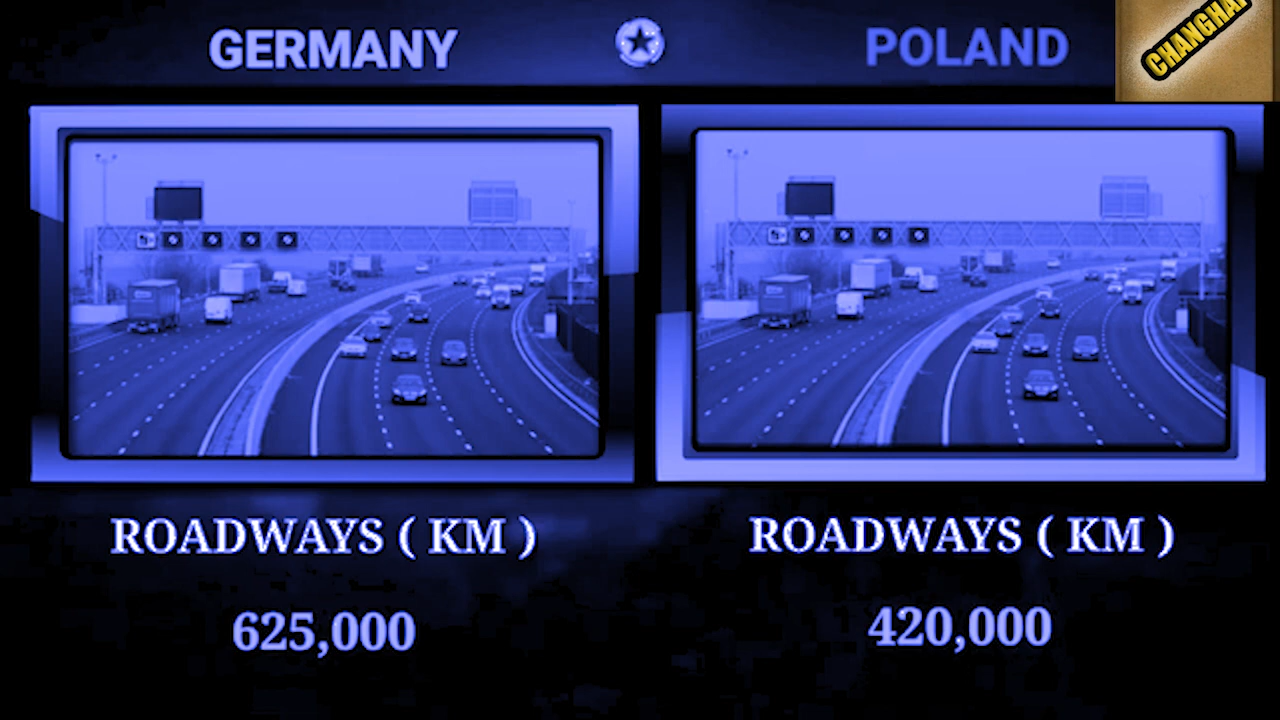 GERMANY
POLAND
CHANGHAI
ROADWAYS ( KM )
ROADWAYS ( KM )
625,000
420,000